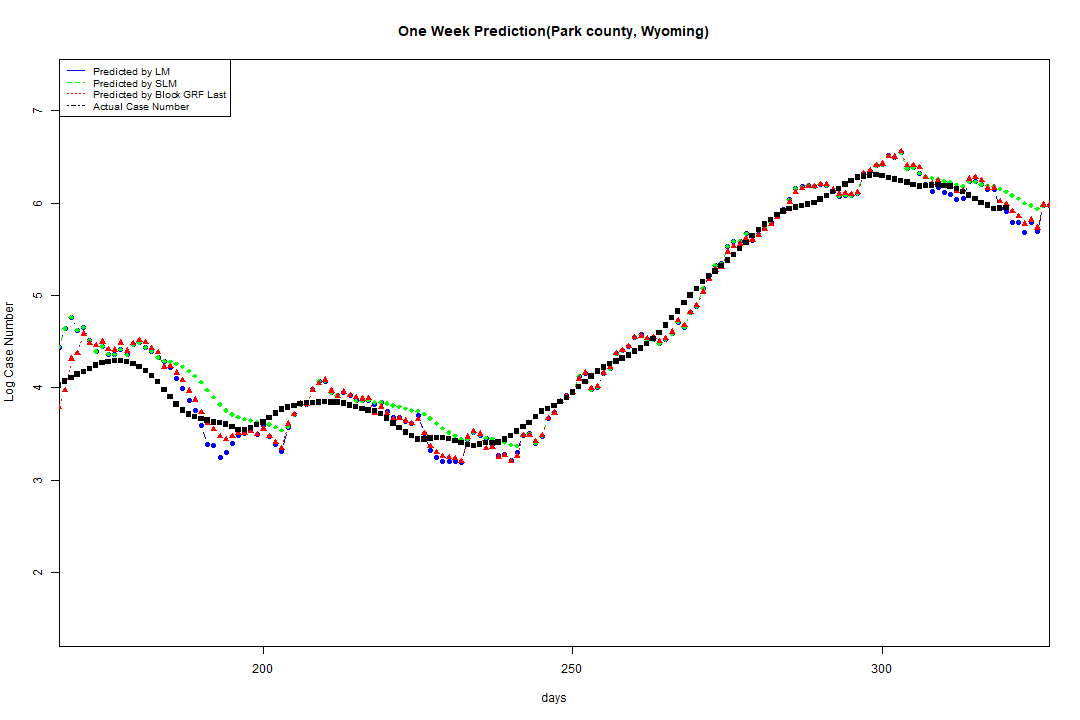 One Week Prediction(Park county, Wyoming)
Predicted by LM
Predicted by SLM
Predicted by Block GRF Last
Actual Case Number
7
6
5
4
3
2
Log Case Number
200
250
300
days